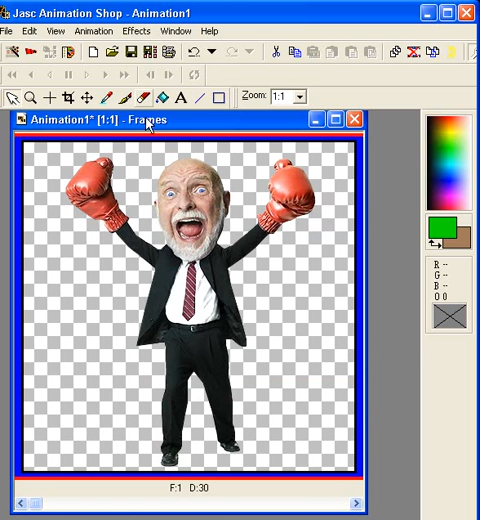 Jasc Animation Shop - Animation1
File Edit View Animation Effects Window Help
Zoom: 1:1
Animation1* [1:1] - Frames
R --
G --
B --
O 0
F:1 D:30